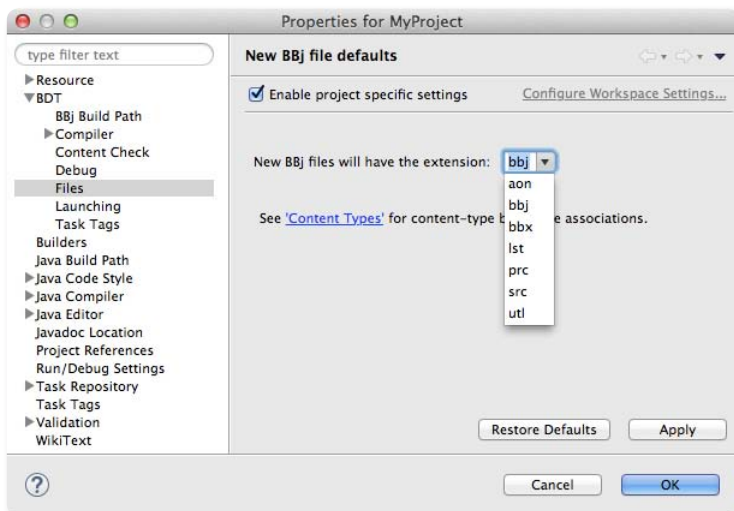 Properties for MyProject
type filter text
Resource
BDT
BBj Build Path
Compiler
Content Check
Debug
Files
Launching
Task Tags
Builders
Java Build Path
Java Code Style
Java Compiler
Java Editor
Javadoc Location
Project References
Run/Debug Settings
Task Repository
Task Tags
Validation
WikiText
New BBj file defaults
Enable project specific settings
Configure Workspace Settings...
New BBj files will have the extension: bbj
aon
bbj
bbx
lst
prc
src
utl
See 'Content Types' for content-type associations.
Restore Defaults
Apply
?
Cancel
OK